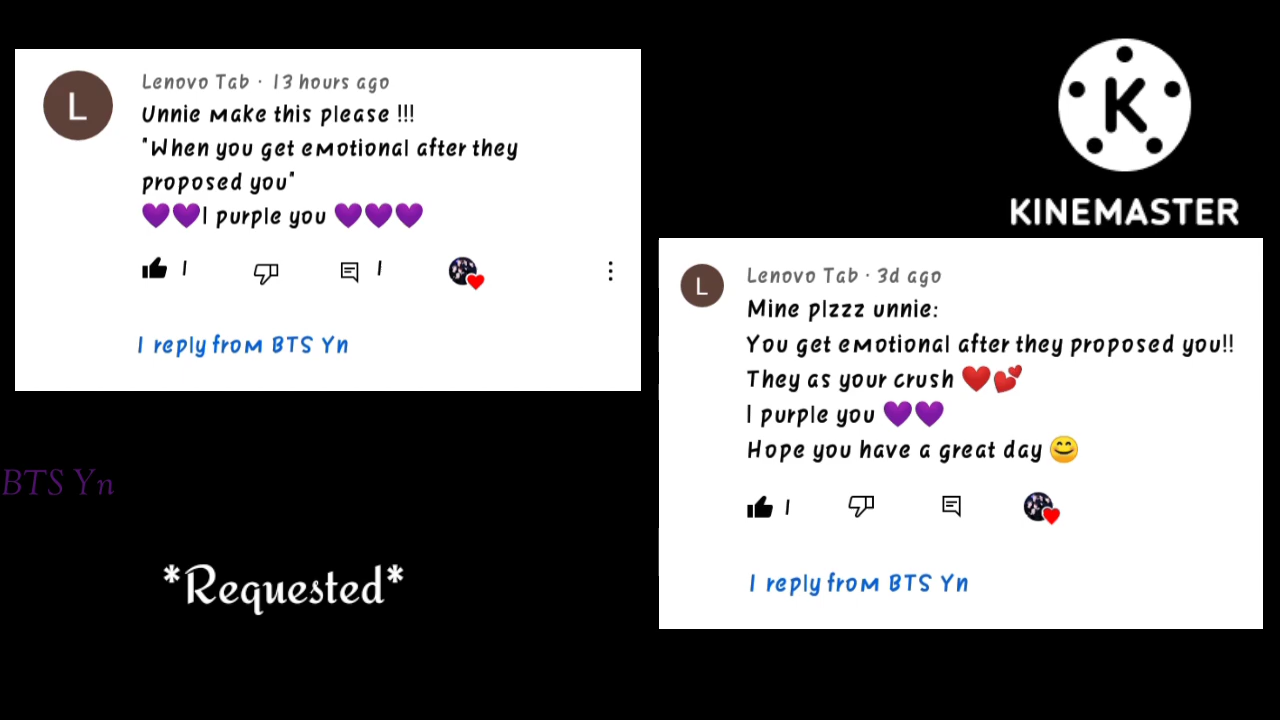 L
Lenovo Tab · 13 hours ago
Unnie make this please !!!
"When you get emotional after they
proposed you"
💜💜I purple you 💜💜💜
1 1
1 reply from BTS Yn
K
KINEMASTER
L
Lenovo Tab · 3d ago
Mine plzzz unnie:
You get emotional after they proposed you!!
They as your crush ❤️💕
I purple you 💜💜
Hope you have a great day 😊
1
1 reply from BTS Yn
BTS Yn
*Requested*